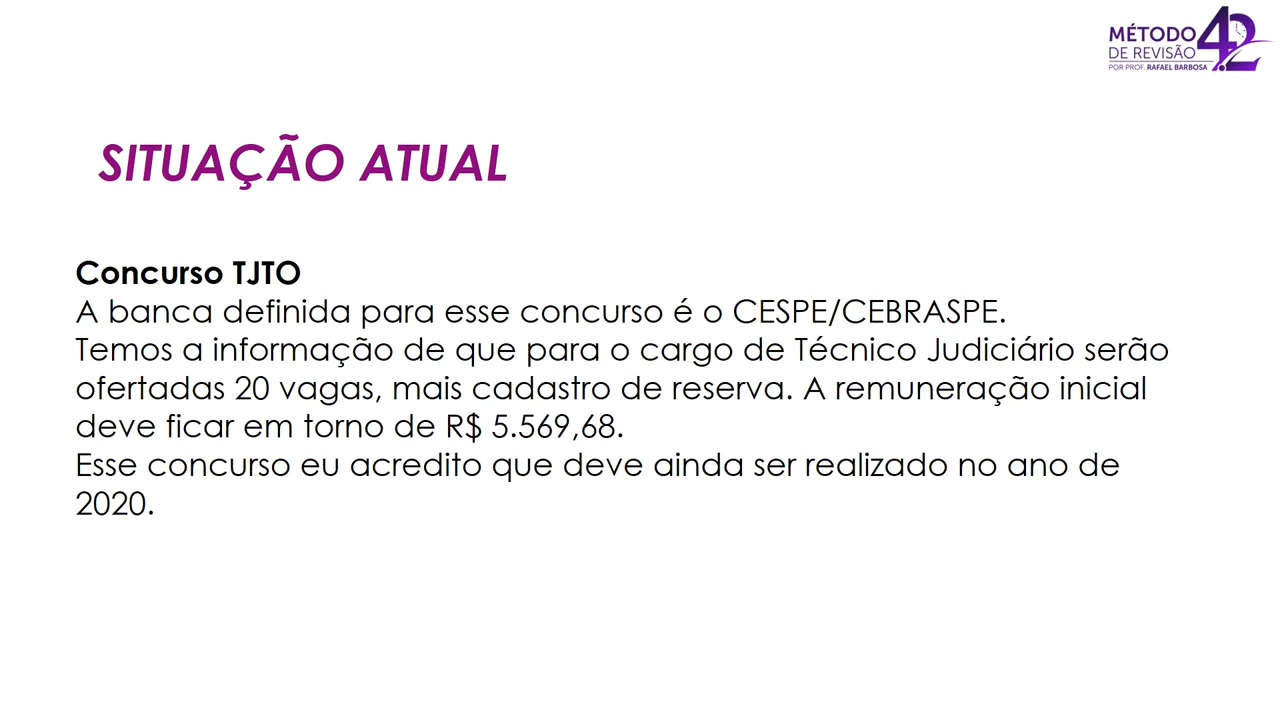 MÉTODO 4.2
DE REVISÃO
POR PROF. RAFAEL BARBOSA
SITUAÇÃO ATUAL
Concurso TJTO
A banca definida para esse concurso é o CESPE/CEBRASPE.
Temos a informação de que para o cargo de Técnico Judiciário serão
ofertadas 20 vagas, mais cadastro de reserva. A remuneração inicial
deve ficar em torno de R$ 5.569,68.
Esse concurso eu acredito que deve ainda ser realizado no ano de
2020.